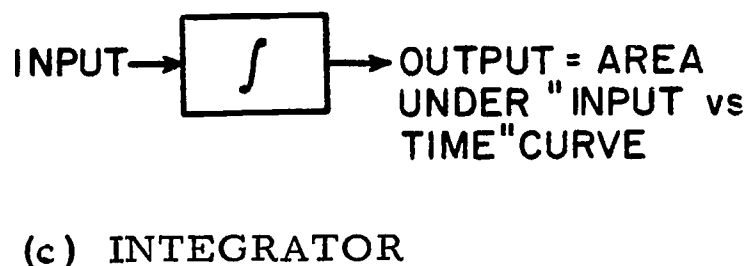 INPUT ∫ OUTPUT = AREA
UNDER "INPUT vs
TIME" CURVE
(c) INTEGRATOR